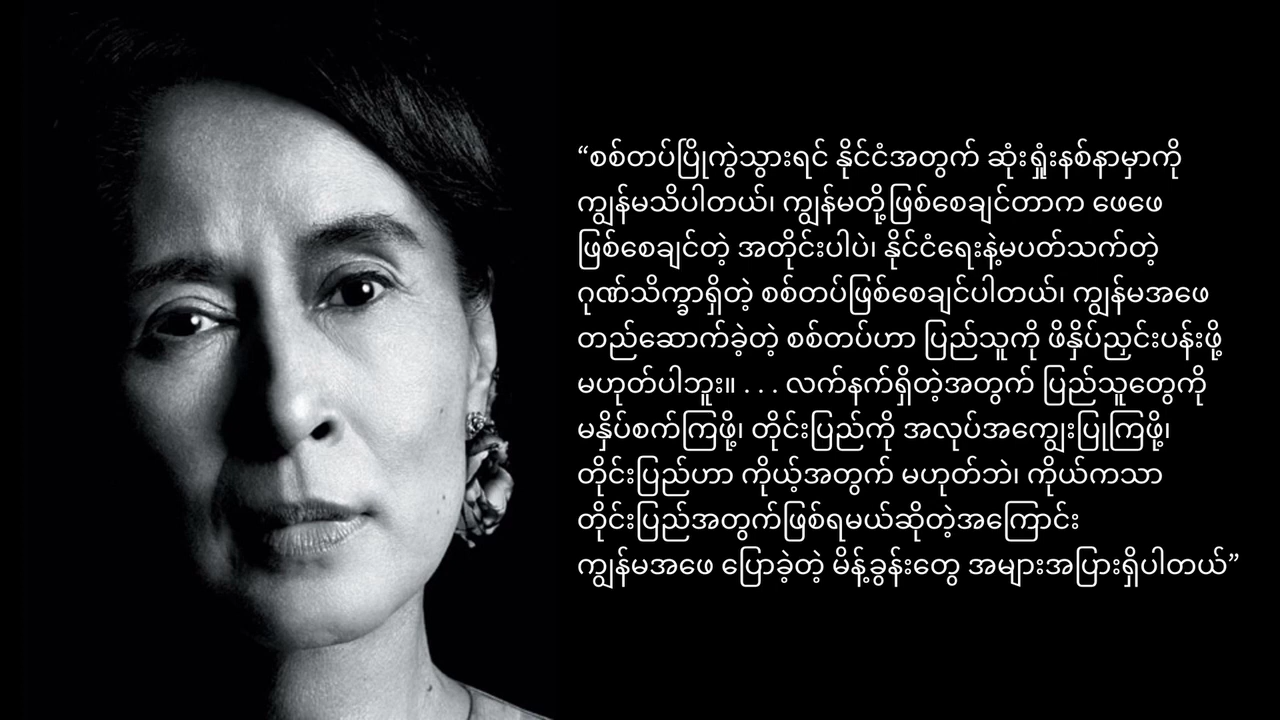 “စစ်တပ်ပြိုကွဲသွားရင် နိုင်ငံအတွက် ဆုံးရှုံးနစ်နာမှာကို
ကျွန်မသိပါတယ်၊ ကျွန်မတို့ဖြစ်စေချင်တာက ဖေဖေ
ဖြစ်စေချင်တဲ့ အတိုင်းပါပဲ၊ နိုင်ငံရေးနဲ့မပတ်သက်တဲ့
ဂုဏ်သိက္ခာရှိတဲ့ စစ်တပ်ဖြစ်စေချင်ပါတယ်၊ ကျွန်မအဖေ
တည်ဆောက်ခဲ့တဲ့ စစ်တပ်ဟာ ပြည်သူကို ဖိနှိပ်ညှင်းပန်းဖို့
မဟုတ်ပါဘူး။ . . . လက်နက်ရှိတဲ့အတွက် ပြည်သူတွေကို
မနှိပ်စက်ကြဖို့၊ တိုင်းပြည်ကို အလုပ်အကျွေးပြုကြဖို့၊
တိုင်းပြည်ဟာ ကိုယ့်အတွက် မဟုတ်ဘဲ၊ ကိုယ်ကသာ
တိုင်းပြည်အတွက်ဖြစ်ရမယ်ဆိုတဲ့အကြောင်း
ကျွန်မအဖေ ပြောခဲ့တဲ့ မိန့်ခွန်းတွေ အများအပြားရှိပါတယ်”